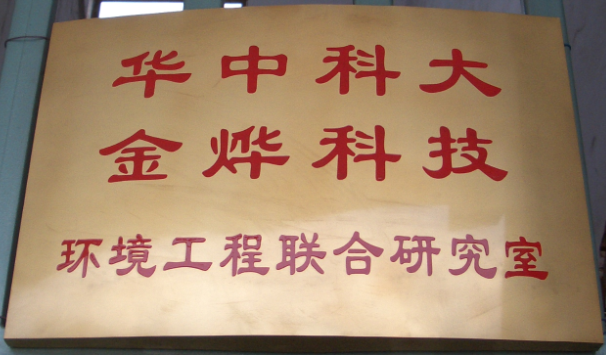 华中科大
金烨科技
环境工程联合研究室